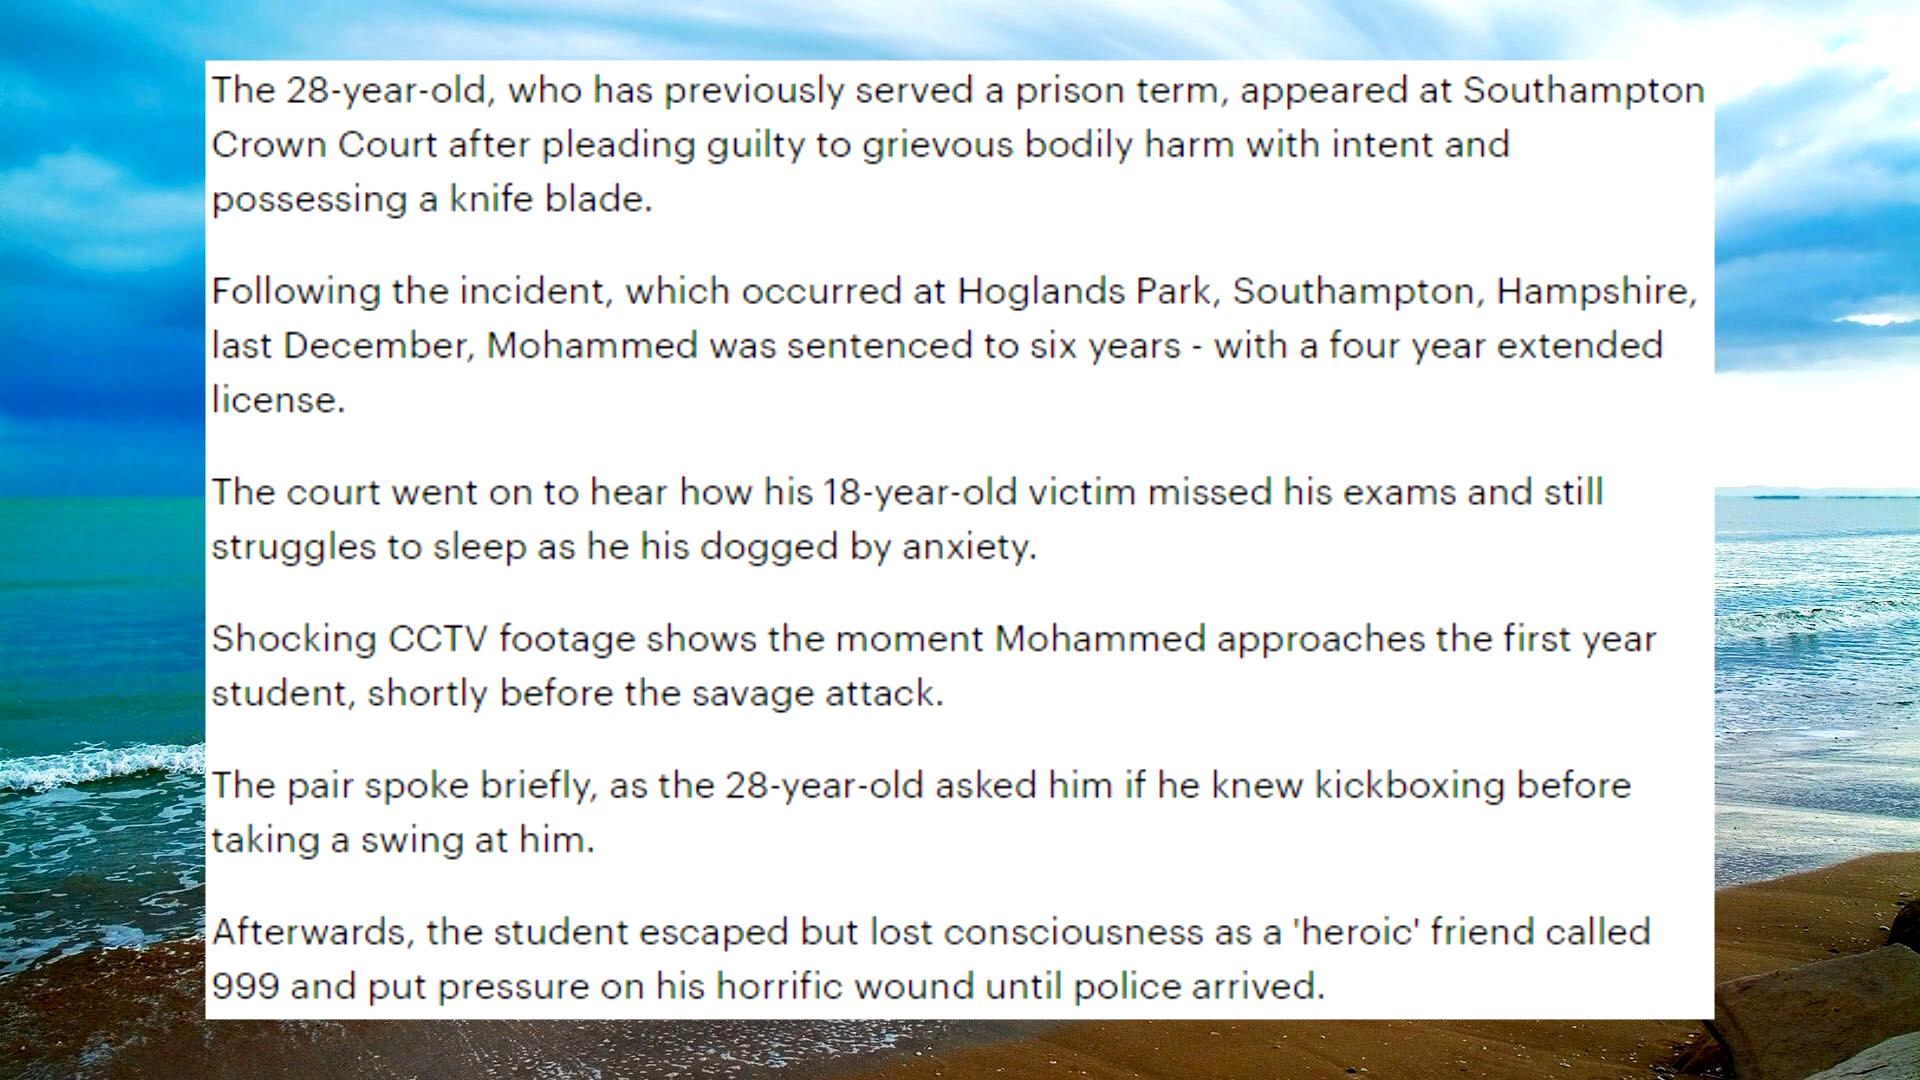 The 28-year-old, who has previously served a prison term, appeared at Southampton
Crown Court after pleading guilty to grievous bodily harm with intent and
possessing a knife blade.
Following the incident, which occurred at Hoglands Park, Southampton, Hampshire,
last December, Mohammed was sentenced to six years - with a four year extended
license.
The court went on to hear how his 18-year-old victim missed his exams and still
struggles to sleep as he his dogged by anxiety.
Shocking CCTV footage shows the moment Mohammed approaches the first year
student, shortly before the savage attack.
The pair spoke briefly, as the 28-year-old asked him if he knew kickboxing before
taking a swing at him.
Afterwards, the student escaped but lost consciousness as a 'heroic' friend called
999 and put pressure on his horrific wound until police arrived.